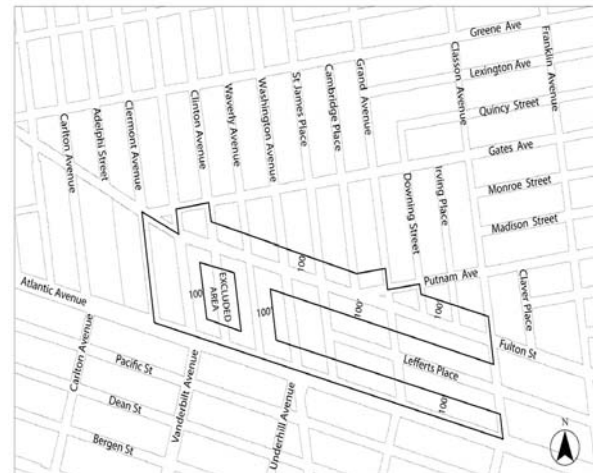 Greene Ave
Lexington Ave
Quincy Street
Gates Ave
Monroe Street
Madison Street
Classon Avenue
Franklin Avenue
Grand Avenue
Cambridge Place
St James Place
Washington Avenue
Waverly Avenue
Clinton Avenue
Clermont Avenue
Adelphi Street
Carlton Avenue
Irving Place
Downing Street
Putnam Ave
Claver Place
100'
100'
100'
100'
EXCLUDED
AREA
100'
Fulton St
Lefferts Place
100'
Atlantic Avenue
Carlton Avenue
Pacific St
Dean St
Bergen St
Vanderbilt Avenue
Underhill Avenue
N